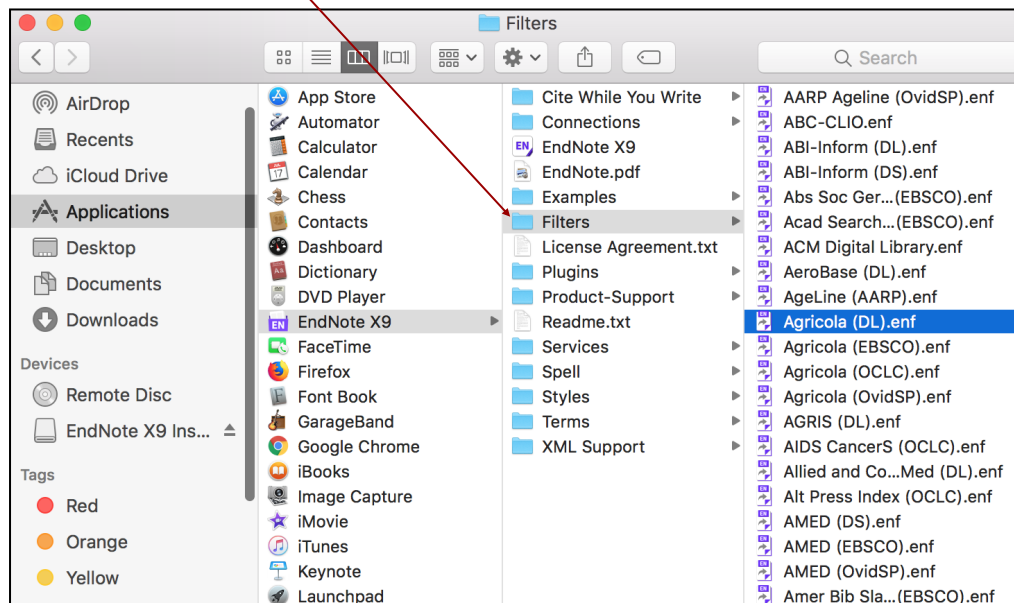 Filters
Search
AirDrop
Recents
iCloud Drive
Applications
Desktop
Documents
Downloads
Devices
Remote Disc
EndNote X9 Ins...
Tags
Red
Orange
Yellow
App Store
Automator
Calculator
Calendar
Chess
Contacts
Dashboard
Dictionary
DVD Player
EndNote X9
FaceTime
Firefox
Font Book
GarageBand
Google Chrome
iBooks
Image Capture
iMovie
iTunes
Keynote
Launchpad
Cite While You Write
Connections
EndNote X9
EndNote.pdf
Examples
Filters
License Agreement.txt
Plugins
Product-Support
Readme.txt
Services
Spell
Styles
Terms
XML Support
AARP Ageline (OvidSP).enf
ABC-CLIO.enf
ABI-Inform (DL).enf
ABI-Inform (DS).enf
Abs Soc Ger...(EBSCO).enf
Acad Search...(EBSCO).enf
ACM Digital Library.enf
AeroBase (DL).enf
AgeLine (AARP).enf
Agricola (DL).enf
Agricola (EBSCO).enf
Agricola (OCLC).enf
Agricola (OvidSP).enf
AGRIS (DL).enf
AIDS CancerS (OCLC).enf
Allied and Co...Med (DL).enf
Alt Press Index (OCLC).enf
AMED (DS).enf
AMED (EBSCO).enf
AMED (OvidSP).enf
Amer Bib Sla...(EBSCO).enf